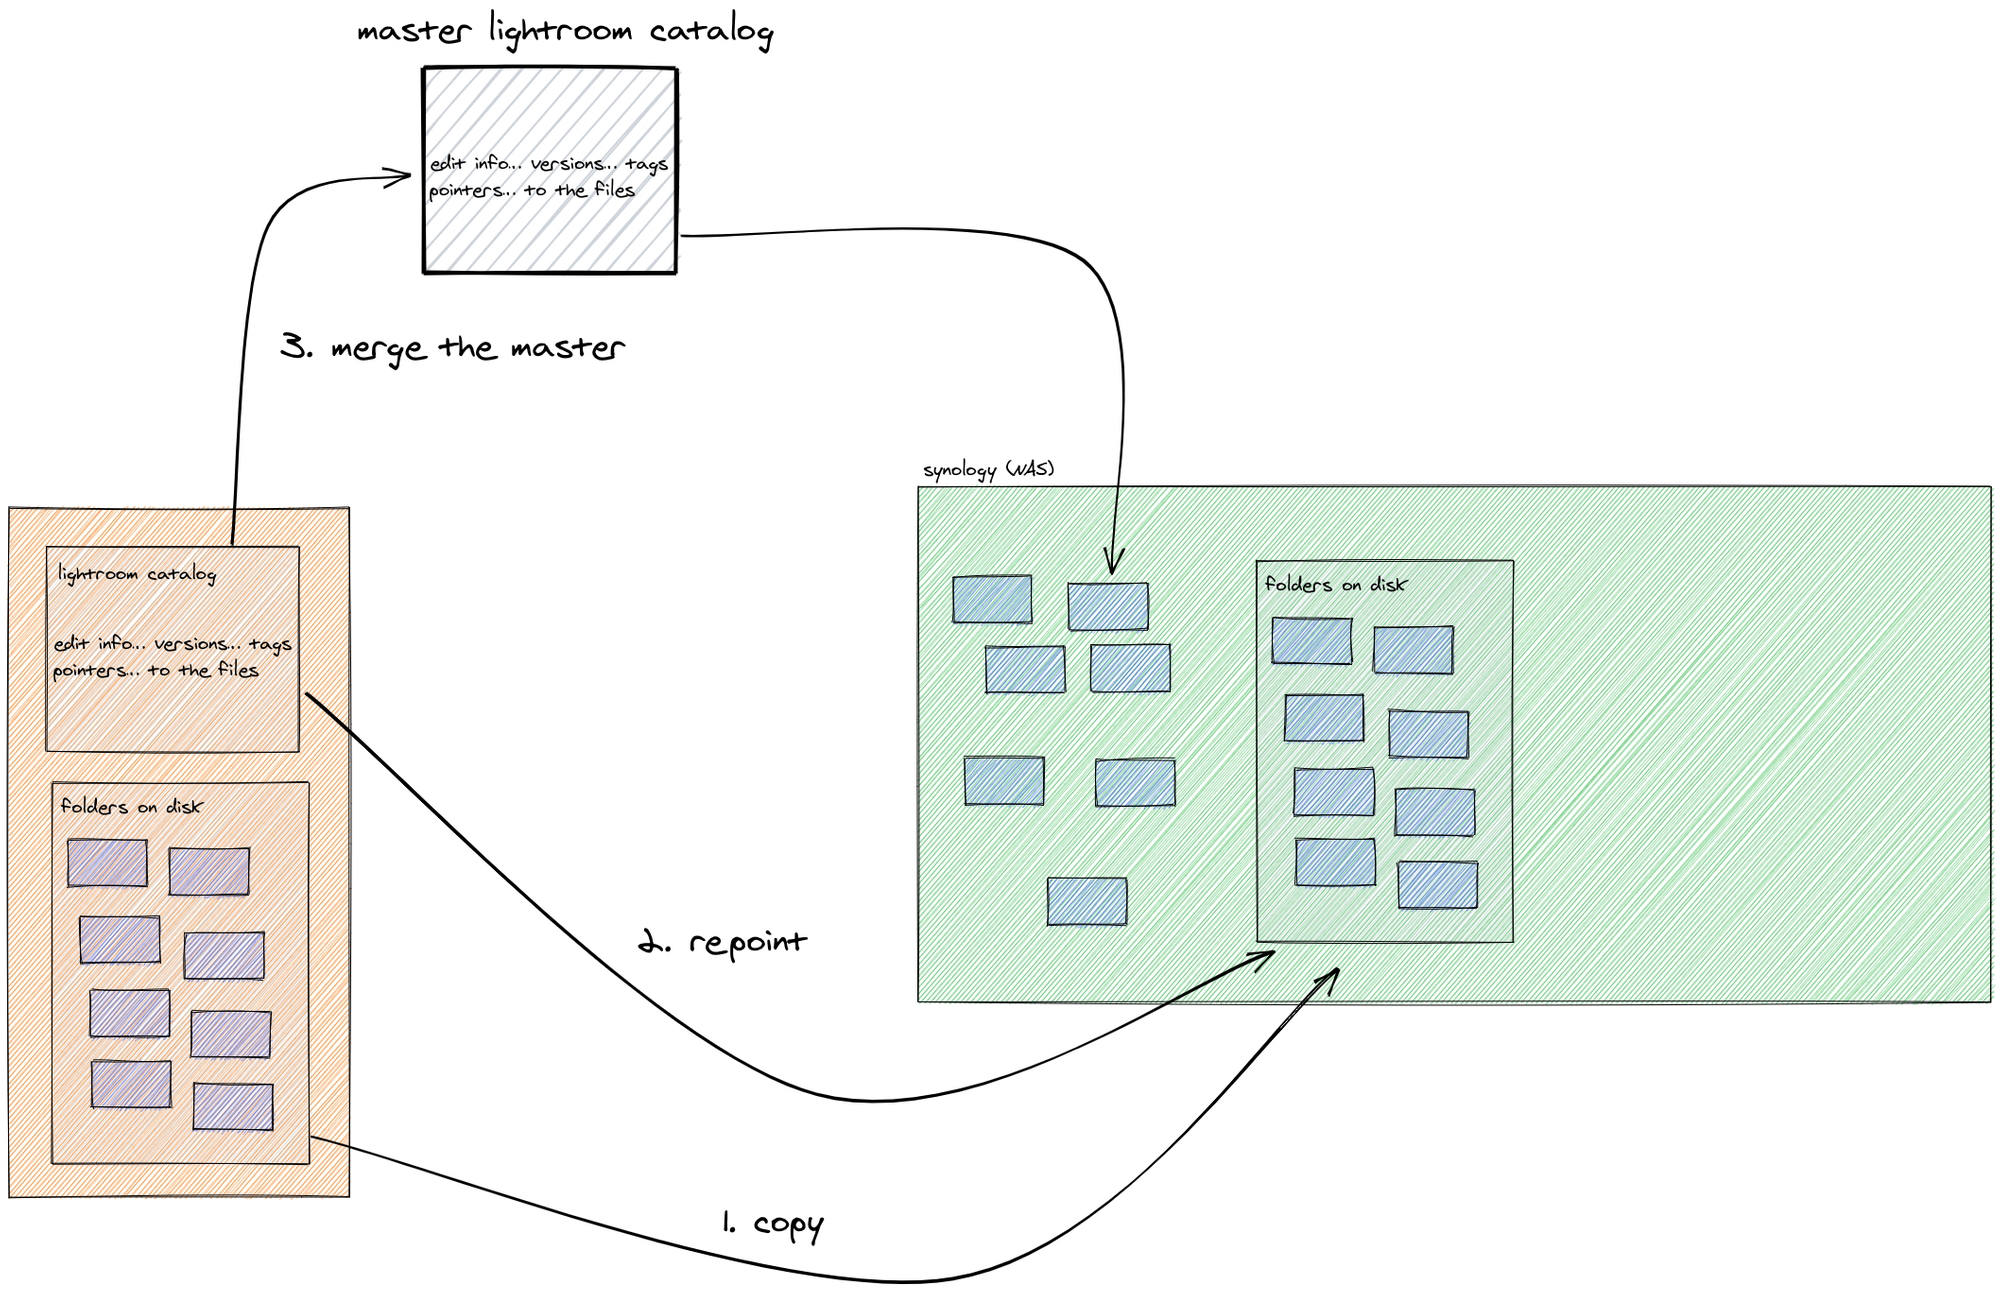 master lightroom catalog
edit info... versions... tags
pointers... to the files
3. merge the master
synology (NAS)
lightroom catalog
edit info... versions... tags
pointers... to the files
folders on disk
folders on disk
2. repoint
1. copy